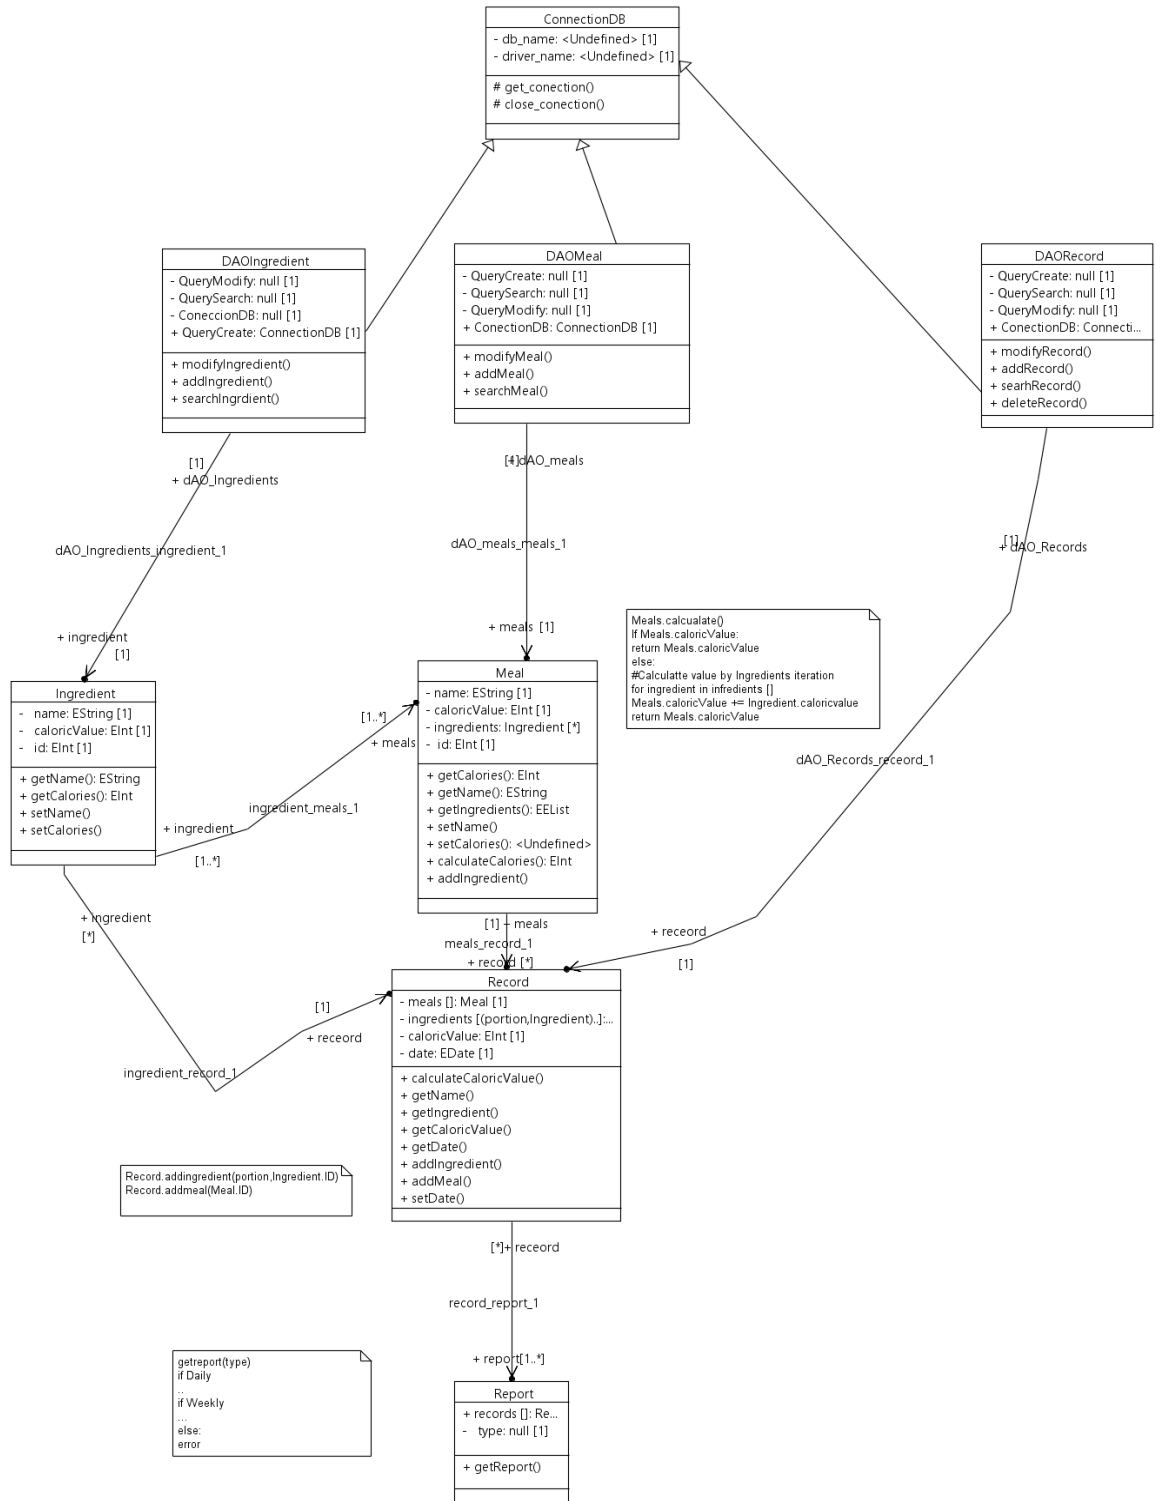 ConnectionDB
- db_name: <Undefined> [1]
- driver_name: <Undefined> [1]
# get_conection()
# close_conection()
DAOIngredient
- QueryModify: null [1]
- QuerySearch: null [1]
- ConeccionDB: null [1]
+ QueryCreate: ConnectionDB [1]
+ modifyIngredient()
+ addIngredient()
+ searchIngrdient()
DAOMeal
- QueryCreate: null [1]
- QuerySearch: null [1]
- QueryModify: null [1]
+ ConectionDB: ConnectionDB [1]
+ modifyMeal()
+ addMeal()
+ searchMeal()
DAORecord
- QueryCreate: null [1]
- QuerySearch: null [1]
- QueryModify: null [1]
+ ConectionDB: Connecti...
+ modifyRecord()
+ addRecord()
+ searhRecord()
+ deleteRecord()
[1]
+ dAO_Ingredients
dAO_Ingredients_ingredient_1
+ ingredient
[1]
[1]
+ dAO_meals
dAO_meals_meals_1
+ meals [1]
[1]
+ dAO_Records
dAO_Records_receord_1
+ receord
[1]
Meals.calcualate()
If Meals.caloricValue:
return Meals.caloricValue
else:
#Calculatte value by Ingredients iteration
for ingredient in infredients []
Meals.caloricValue += Ingredient.caloricvalue
return Meals.caloricValue
Ingredient
- name: EString [1]
- caloricValue: EInt [1]
- id: EInt [1]
+ getName(): EString
+ getCalories(): EInt
+ setName()
+ setCalories()
[1..*]
+ meals
ingredient_meals_1
+ ingredient
[1..*]
Meal
- name: EString [1]
- caloricValue: EInt [1]
- ingredients: Ingredient [*]
- id: EInt [1]
+ getCalories(): EInt
+ getName(): EString
+ getIngredients(): EEList
+ setName()
+ setCalories(): <Undefined>
+ calculateCalories(): EInt
+ addIngredient()
+ ingredient
[*]
ingredient_record_1
[1]
+ receord
[1] + meals
meals_record_1
+ record [*]
Record
- meals []: Meal [1]
- ingredients [(portion,Ingredient)..]:...
- caloricValue: EInt [1]
- date: EDate [1]
+ calculateCaloricValue()
+ getName()
+ getIngredient()
+ getCaloricValue()
+ getDate()
+ addIngredient()
+ addMeal()
+ setDate()
Record.addingredient(portion,Ingredient.ID)
Record.addmeal(Meal.ID)
[*]+ receord
record_report_1
+ report[1..*]
getreport(type)
if Daily
..
if Weekly
...
else:
error
Report
+ records []: Re...
- type: null [1]
+ getReport()